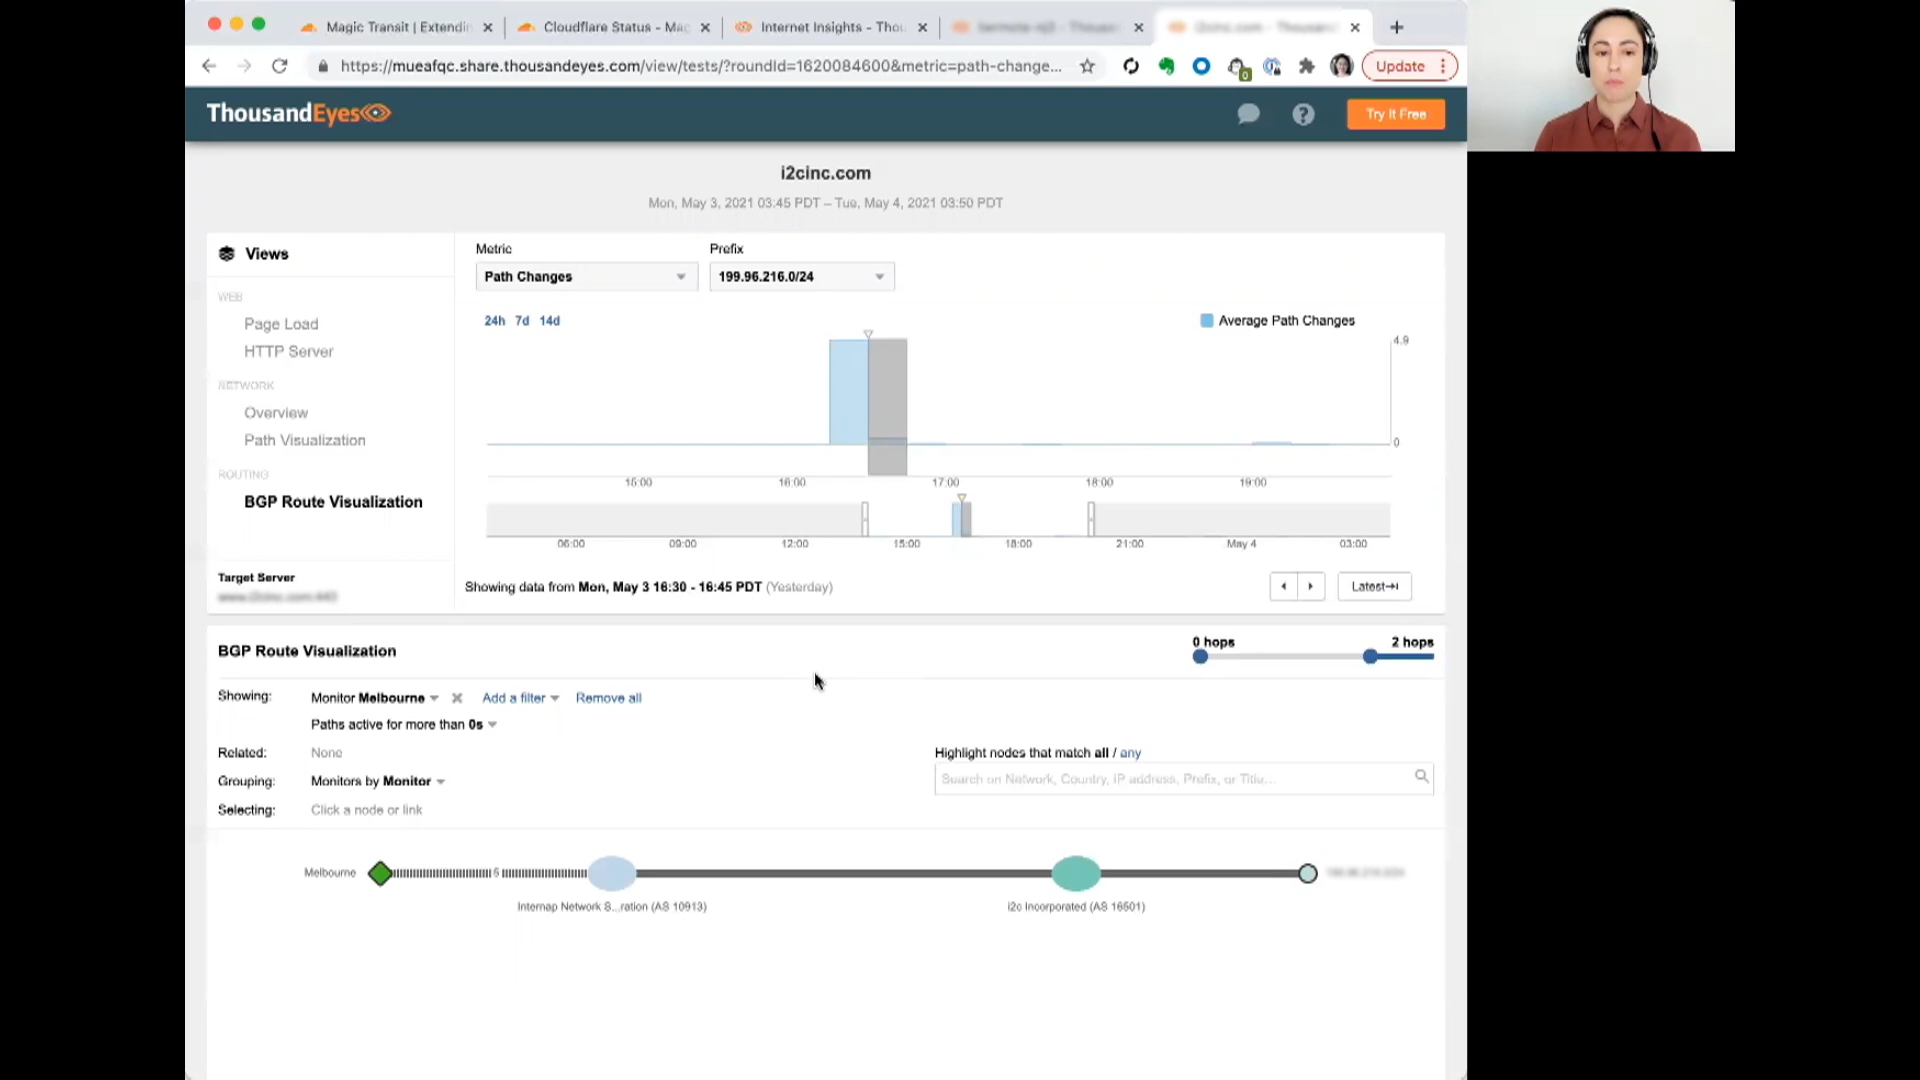 Magic Transit | Extendin
Cloudflare Status - Mag
Internet Insights - Thou
https://mueafqc.share.thousandeyes.com/view/tests/?roundId=1620084600&metric=path-change...
0
Update
ThousandEyes
Try It Free
i2cinc.com
Mon, May 3, 2021 03:45 PDT – Tue, May 4, 2021 03:50 PDT
Views
WEB
Page Load
HTTP Server
NETWORK
Overview
Path Visualization
ROUTING
BGP Route Visualization
Target Server
Metric
Prefix
Path Changes
199.96.216.0/24
24h 7d 14d
Average Path Changes
4.9
0
15:00 16:00 17:00 18:00 19:00
06:00 09:00 12:00 15:00 18:00 21:00 May 4 03:00
Showing data from Mon, May 3 16:30 - 16:45 PDT (Yesterday)
Latest
BGP Route Visualization
0 hops
2 hops
Showing:
Monitor Melbourne
Add a filter
Remove all
Paths active for more than 0s
Related:
None
Highlight nodes that match all / any
Grouping:
Monitors by Monitor
Search on Network, Country, IP address, Prefix, or Title...
Selecting:
Click a node or link
Melbourne
6
Internap Network S...ration (AS 10913)
i2c Incorporated (AS 16501)